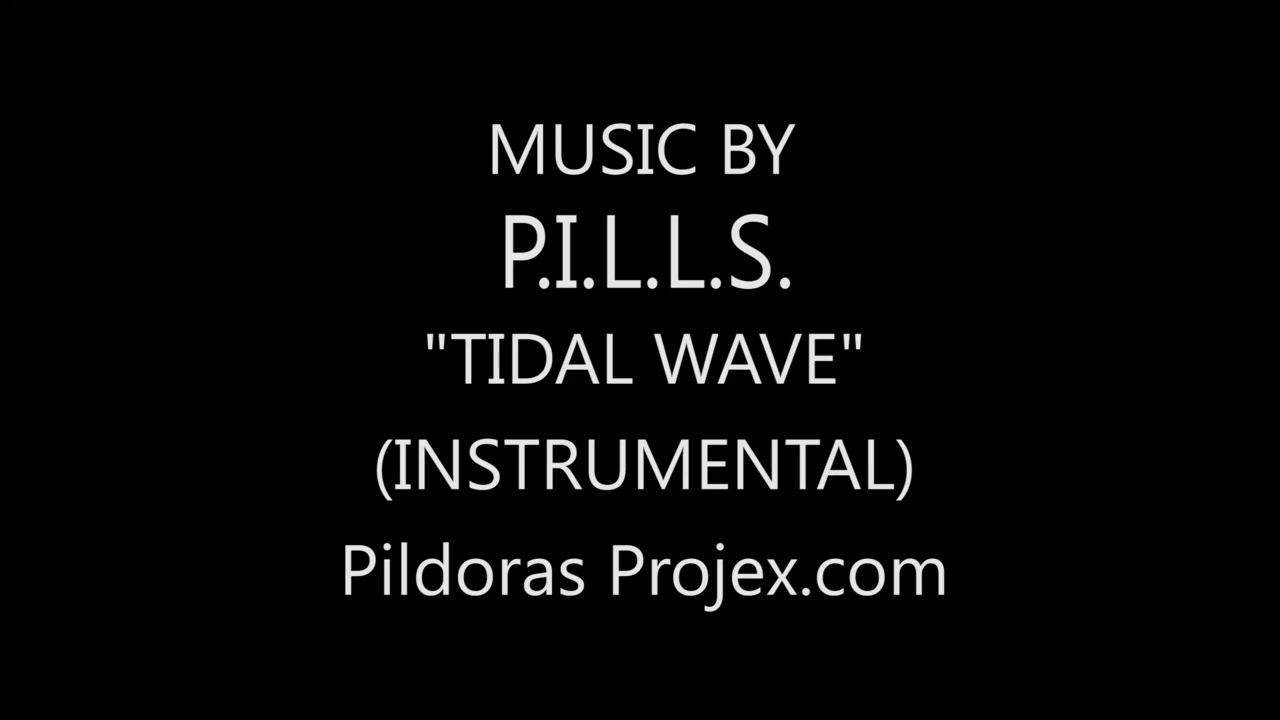 MUSIC BY
P.I.L.L.S.
"TIDAL WAVE"
(INSTRUMENTAL)
Pildoras Projex.com